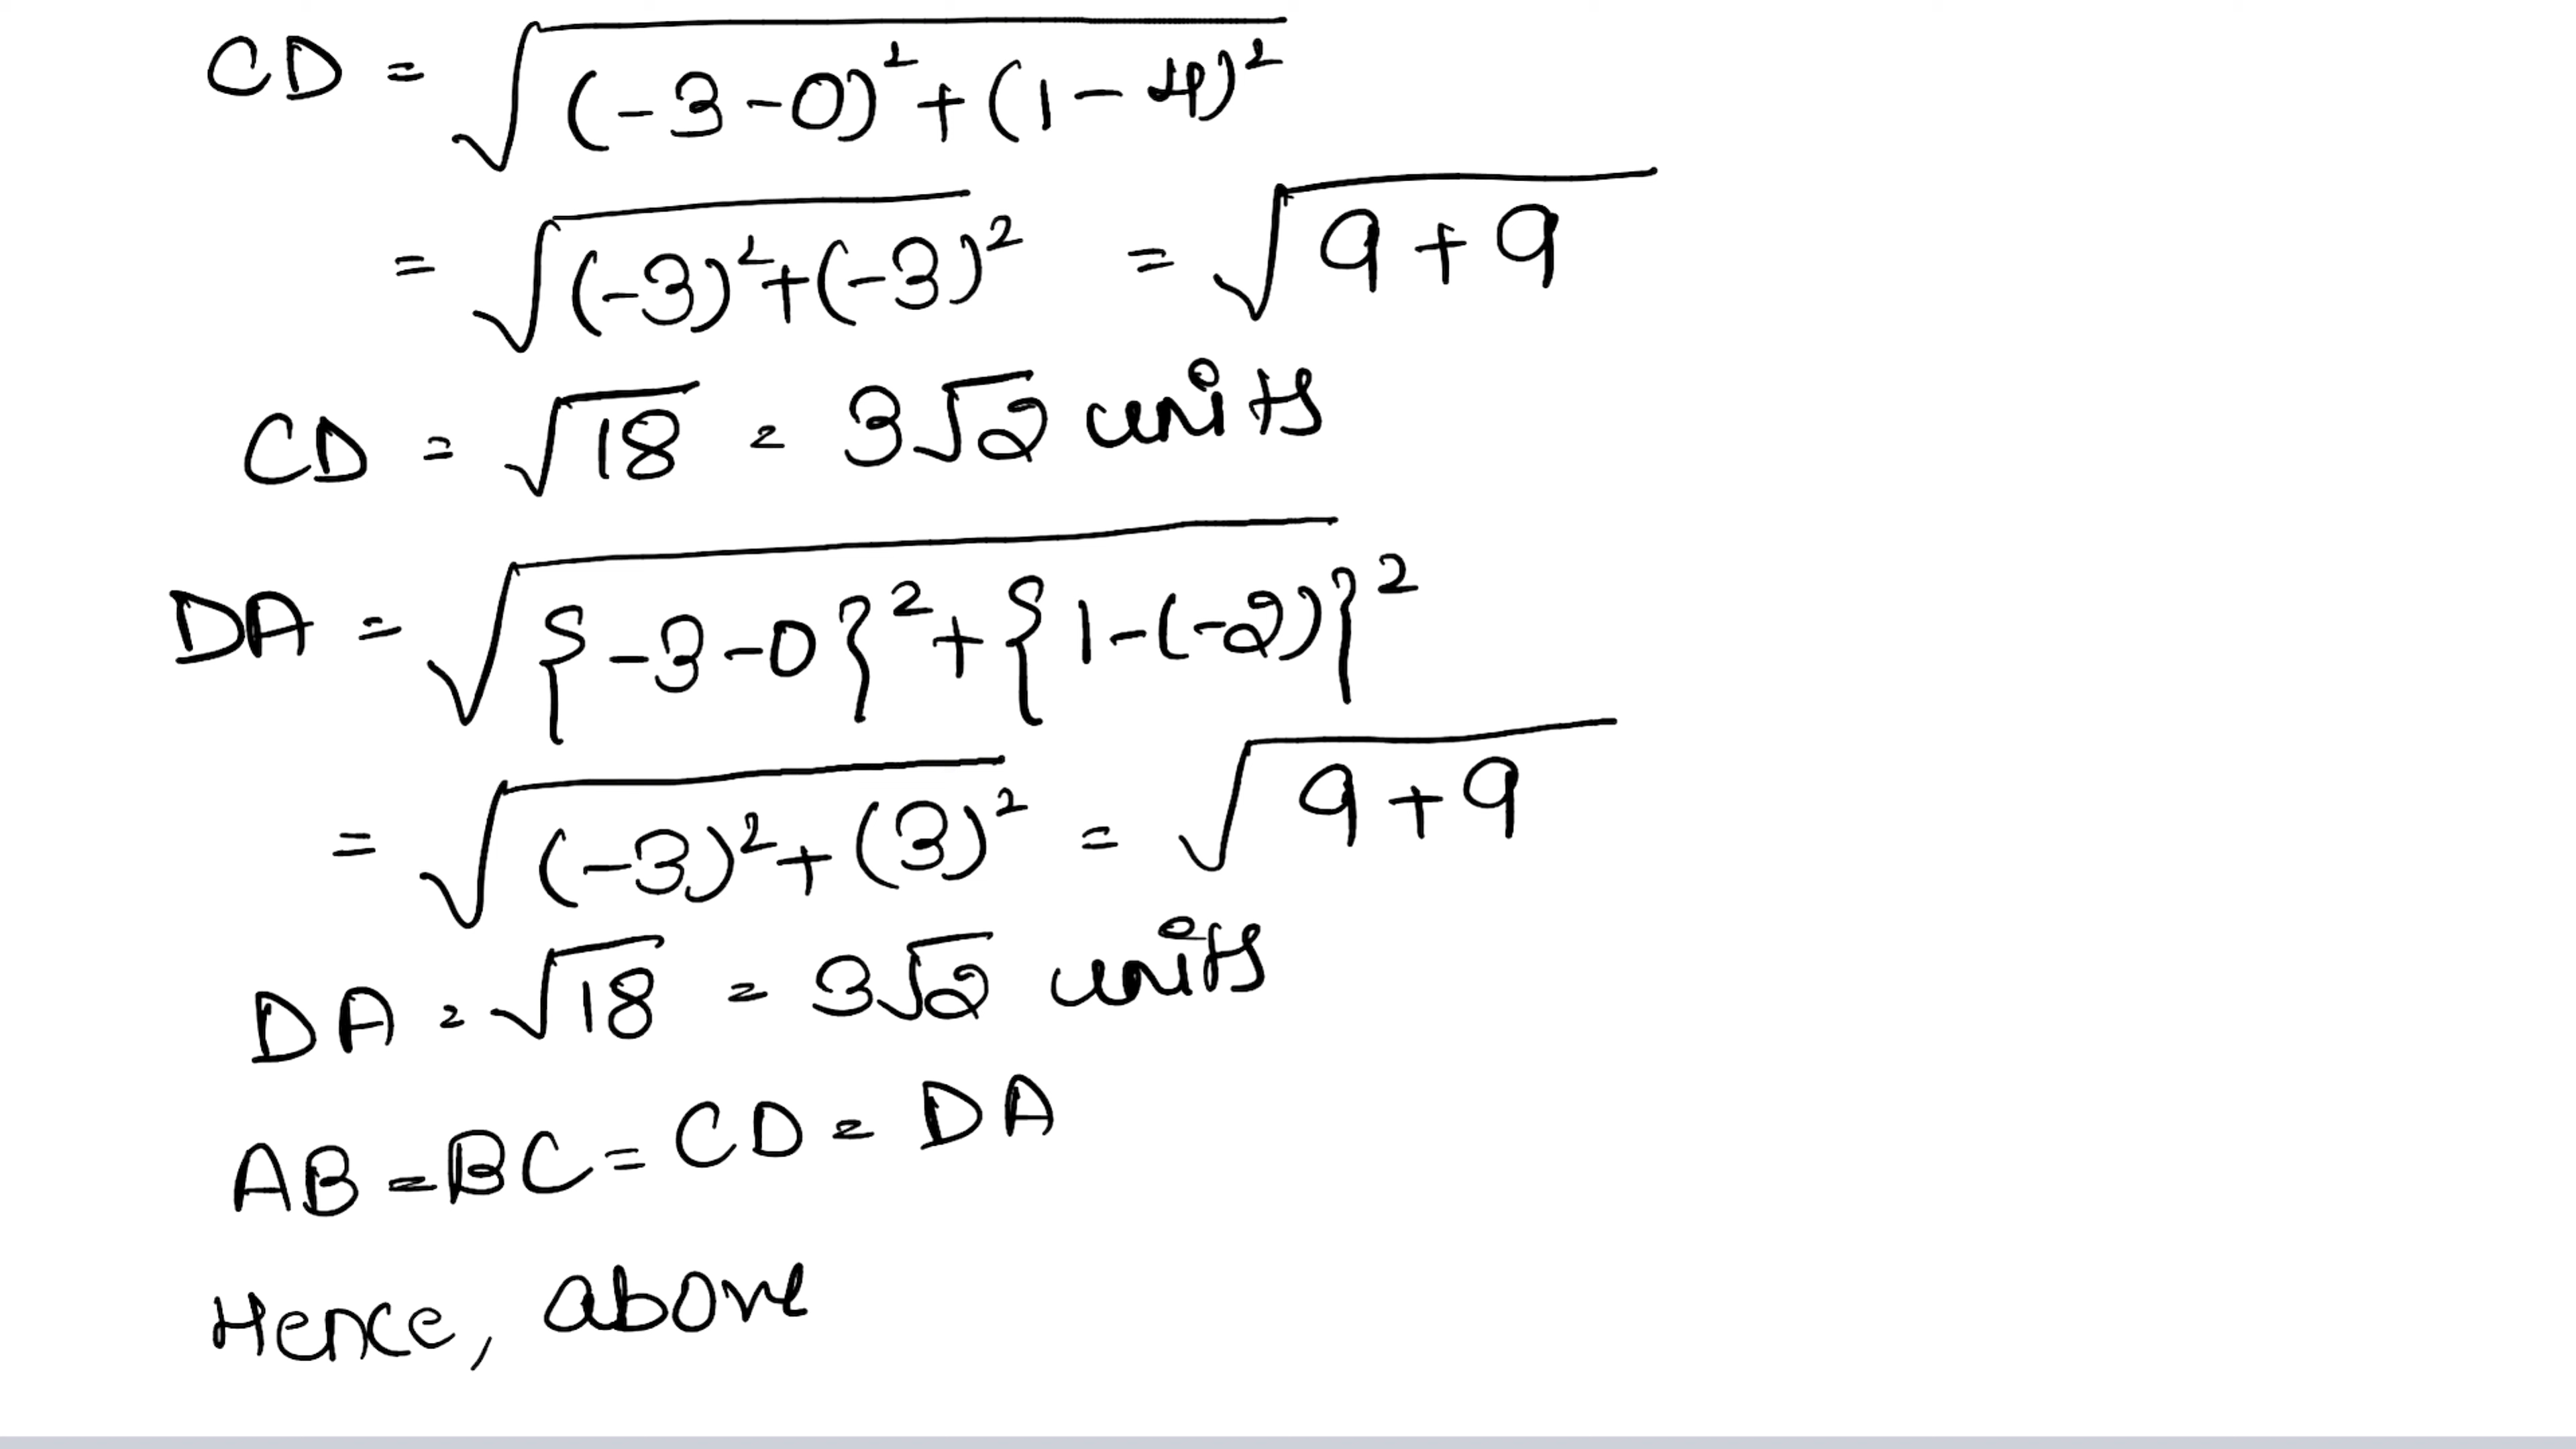 CD = √(-3-0)²+(1-4)²
= √(-3)²+(-3)² = √9+9
CD = √18 = 3√2 units
DA = √{-3-0}²+{1-(-2)}²
= √(-3)²+(3)² = √9+9
DA = √18 = 3√2 units
AB = BC = CD = DA
Hence, above